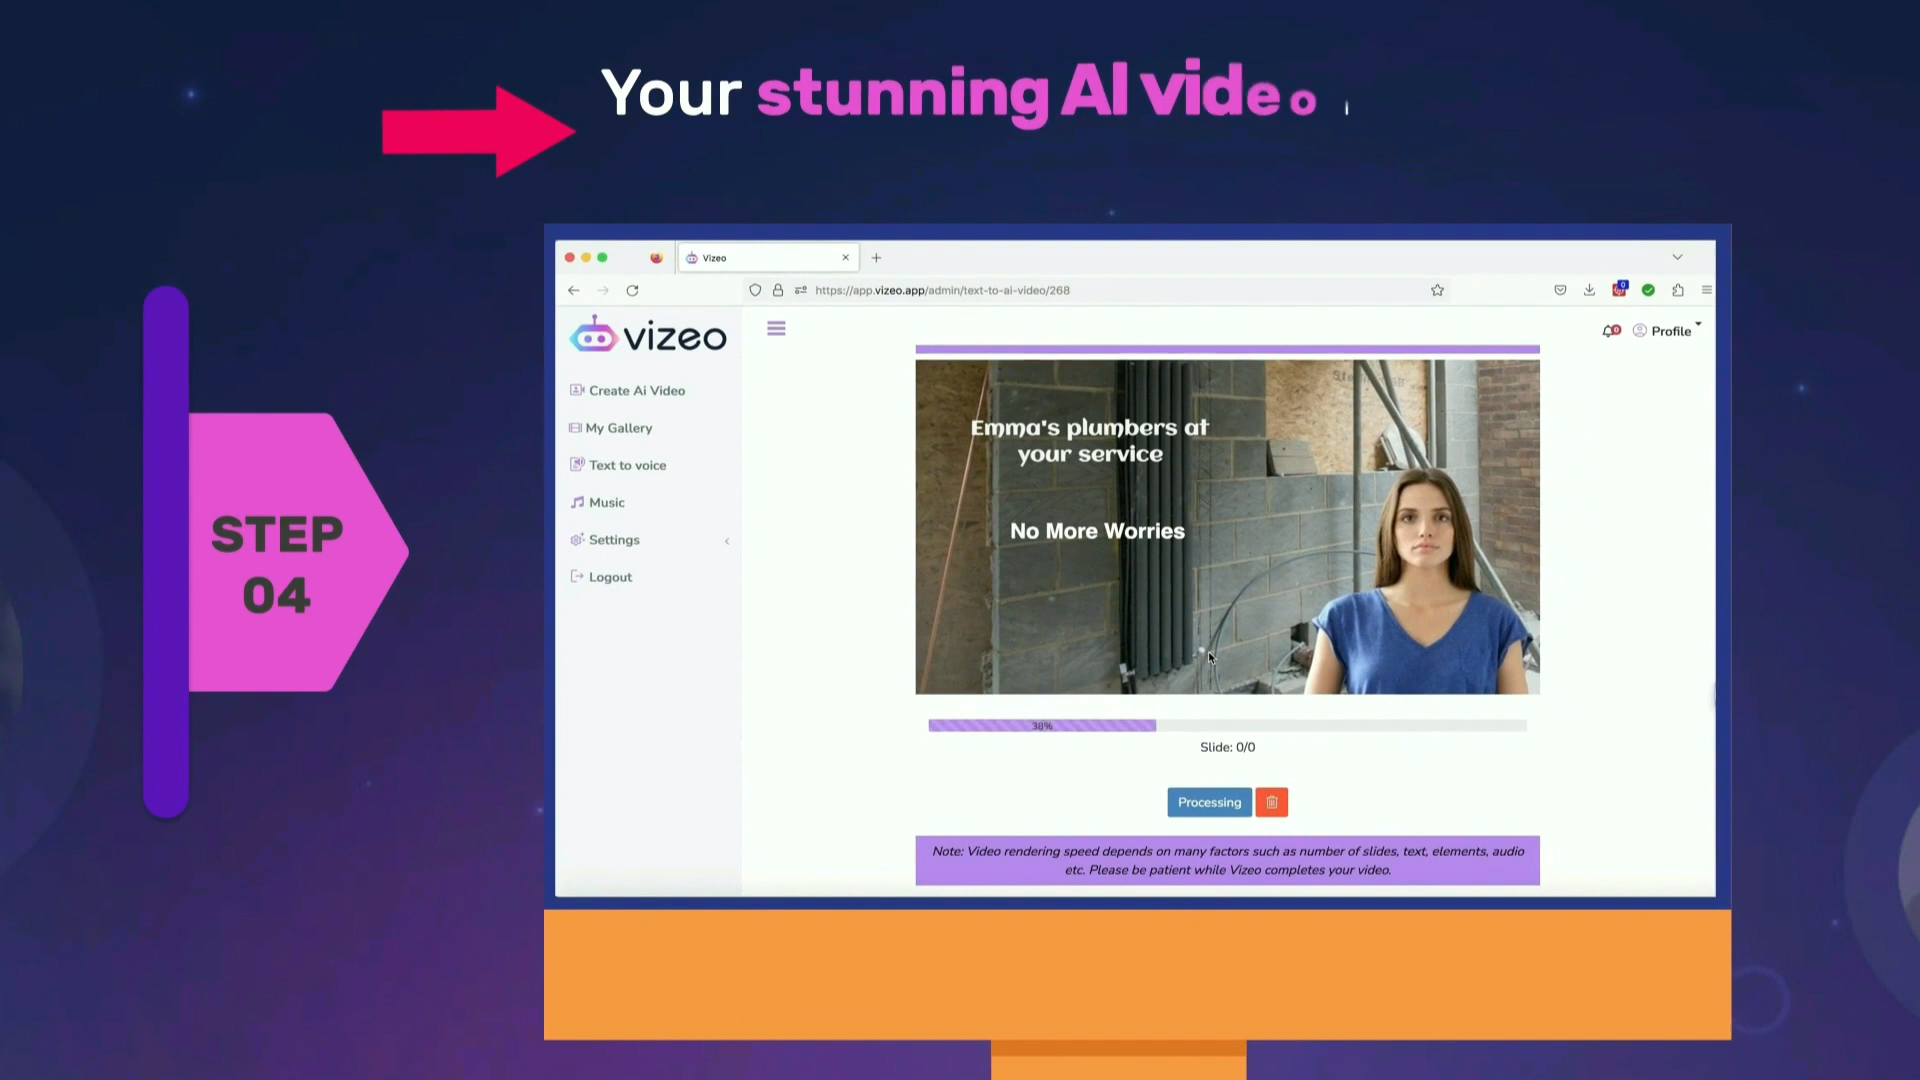 Your stunning AI video
STEP
04
Vizeo
https://app.vizeo.app/admin/text-to-ai-video/268
vizeo
Profile
Create Ai Video
My Gallery
Text to voice
Music
Settings
Logout
Emma's plumbers at
your service
No More Worries
38%
Slide: 0/0
Processing
Note: Video rendering speed depends on many factors such as number of slides, text, elements, audio
etc. Please be patient while Vizeo completes your video.